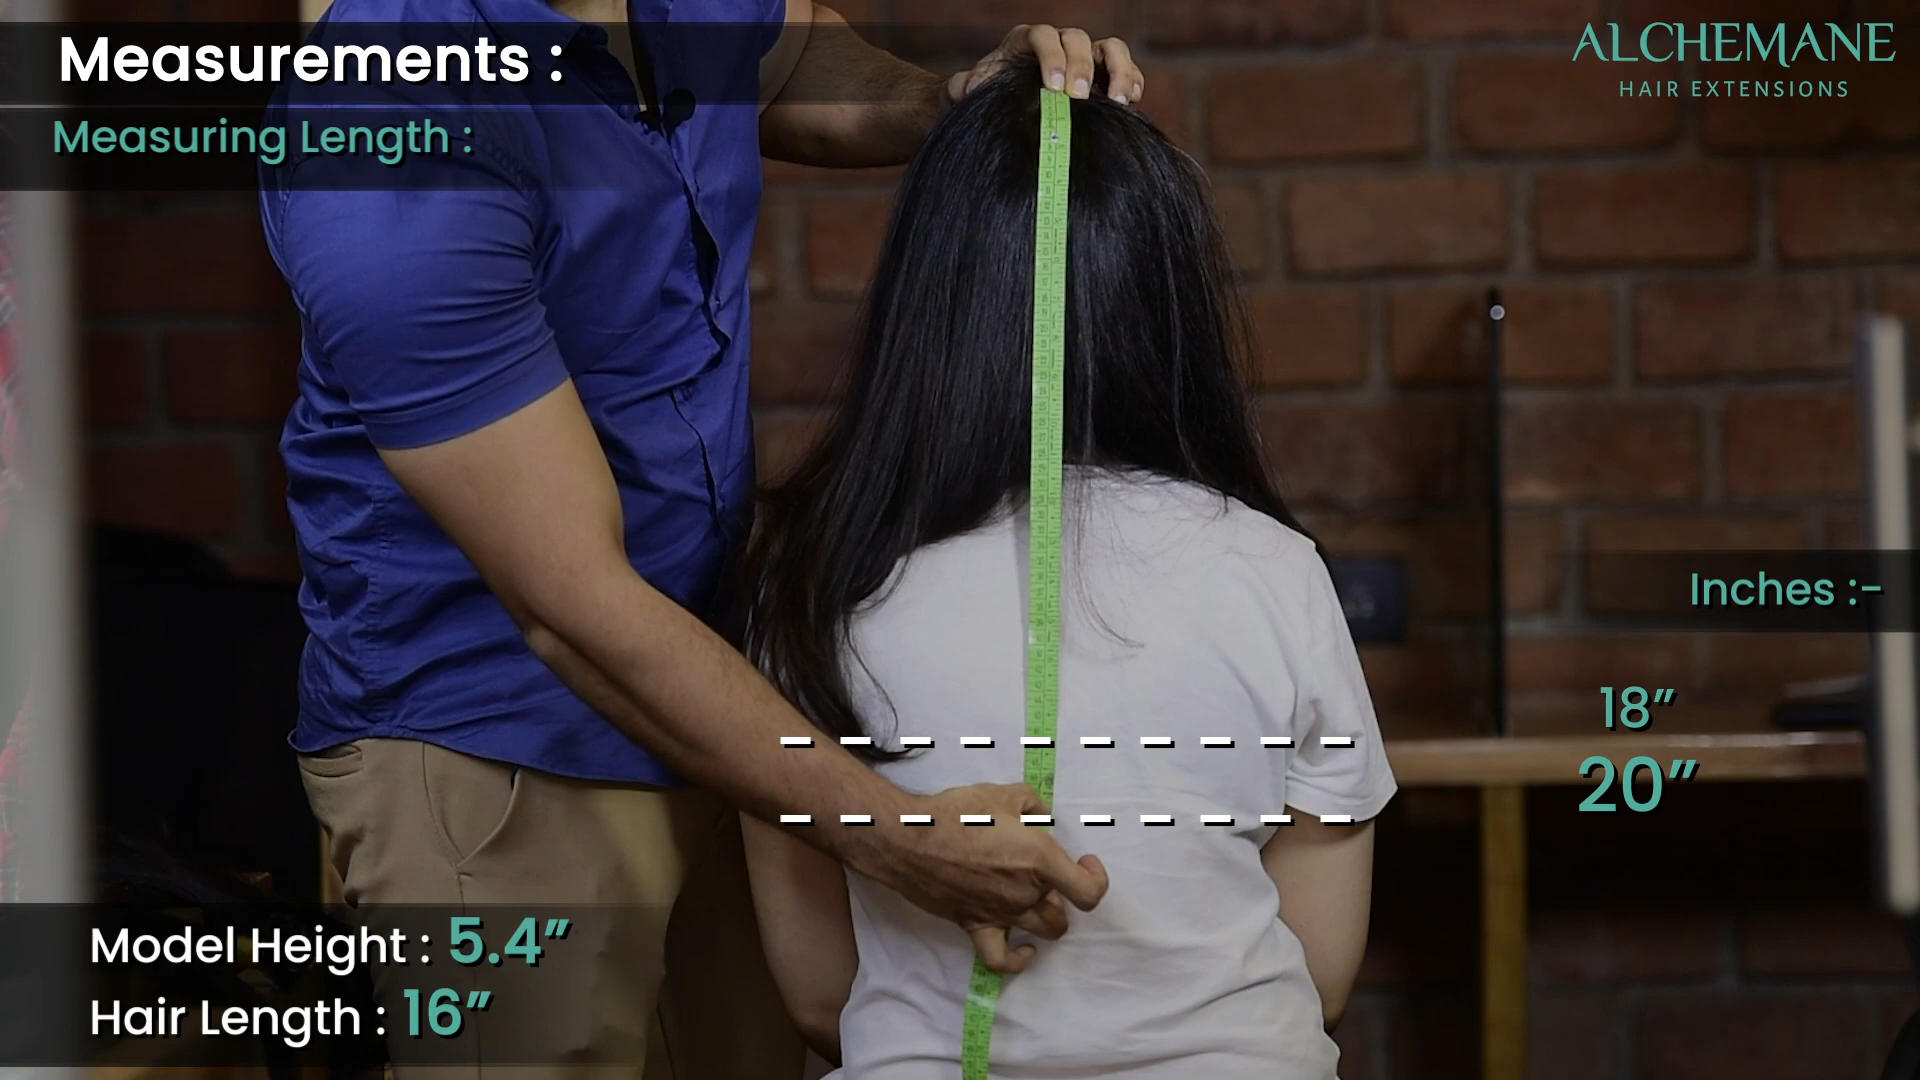 Measurements :
ALCHEMANE
HAIR EXTENSIONS
Measuring Length :
Inches :-
18”
20”
Model Height : 5.4”
Hair Length : 16”